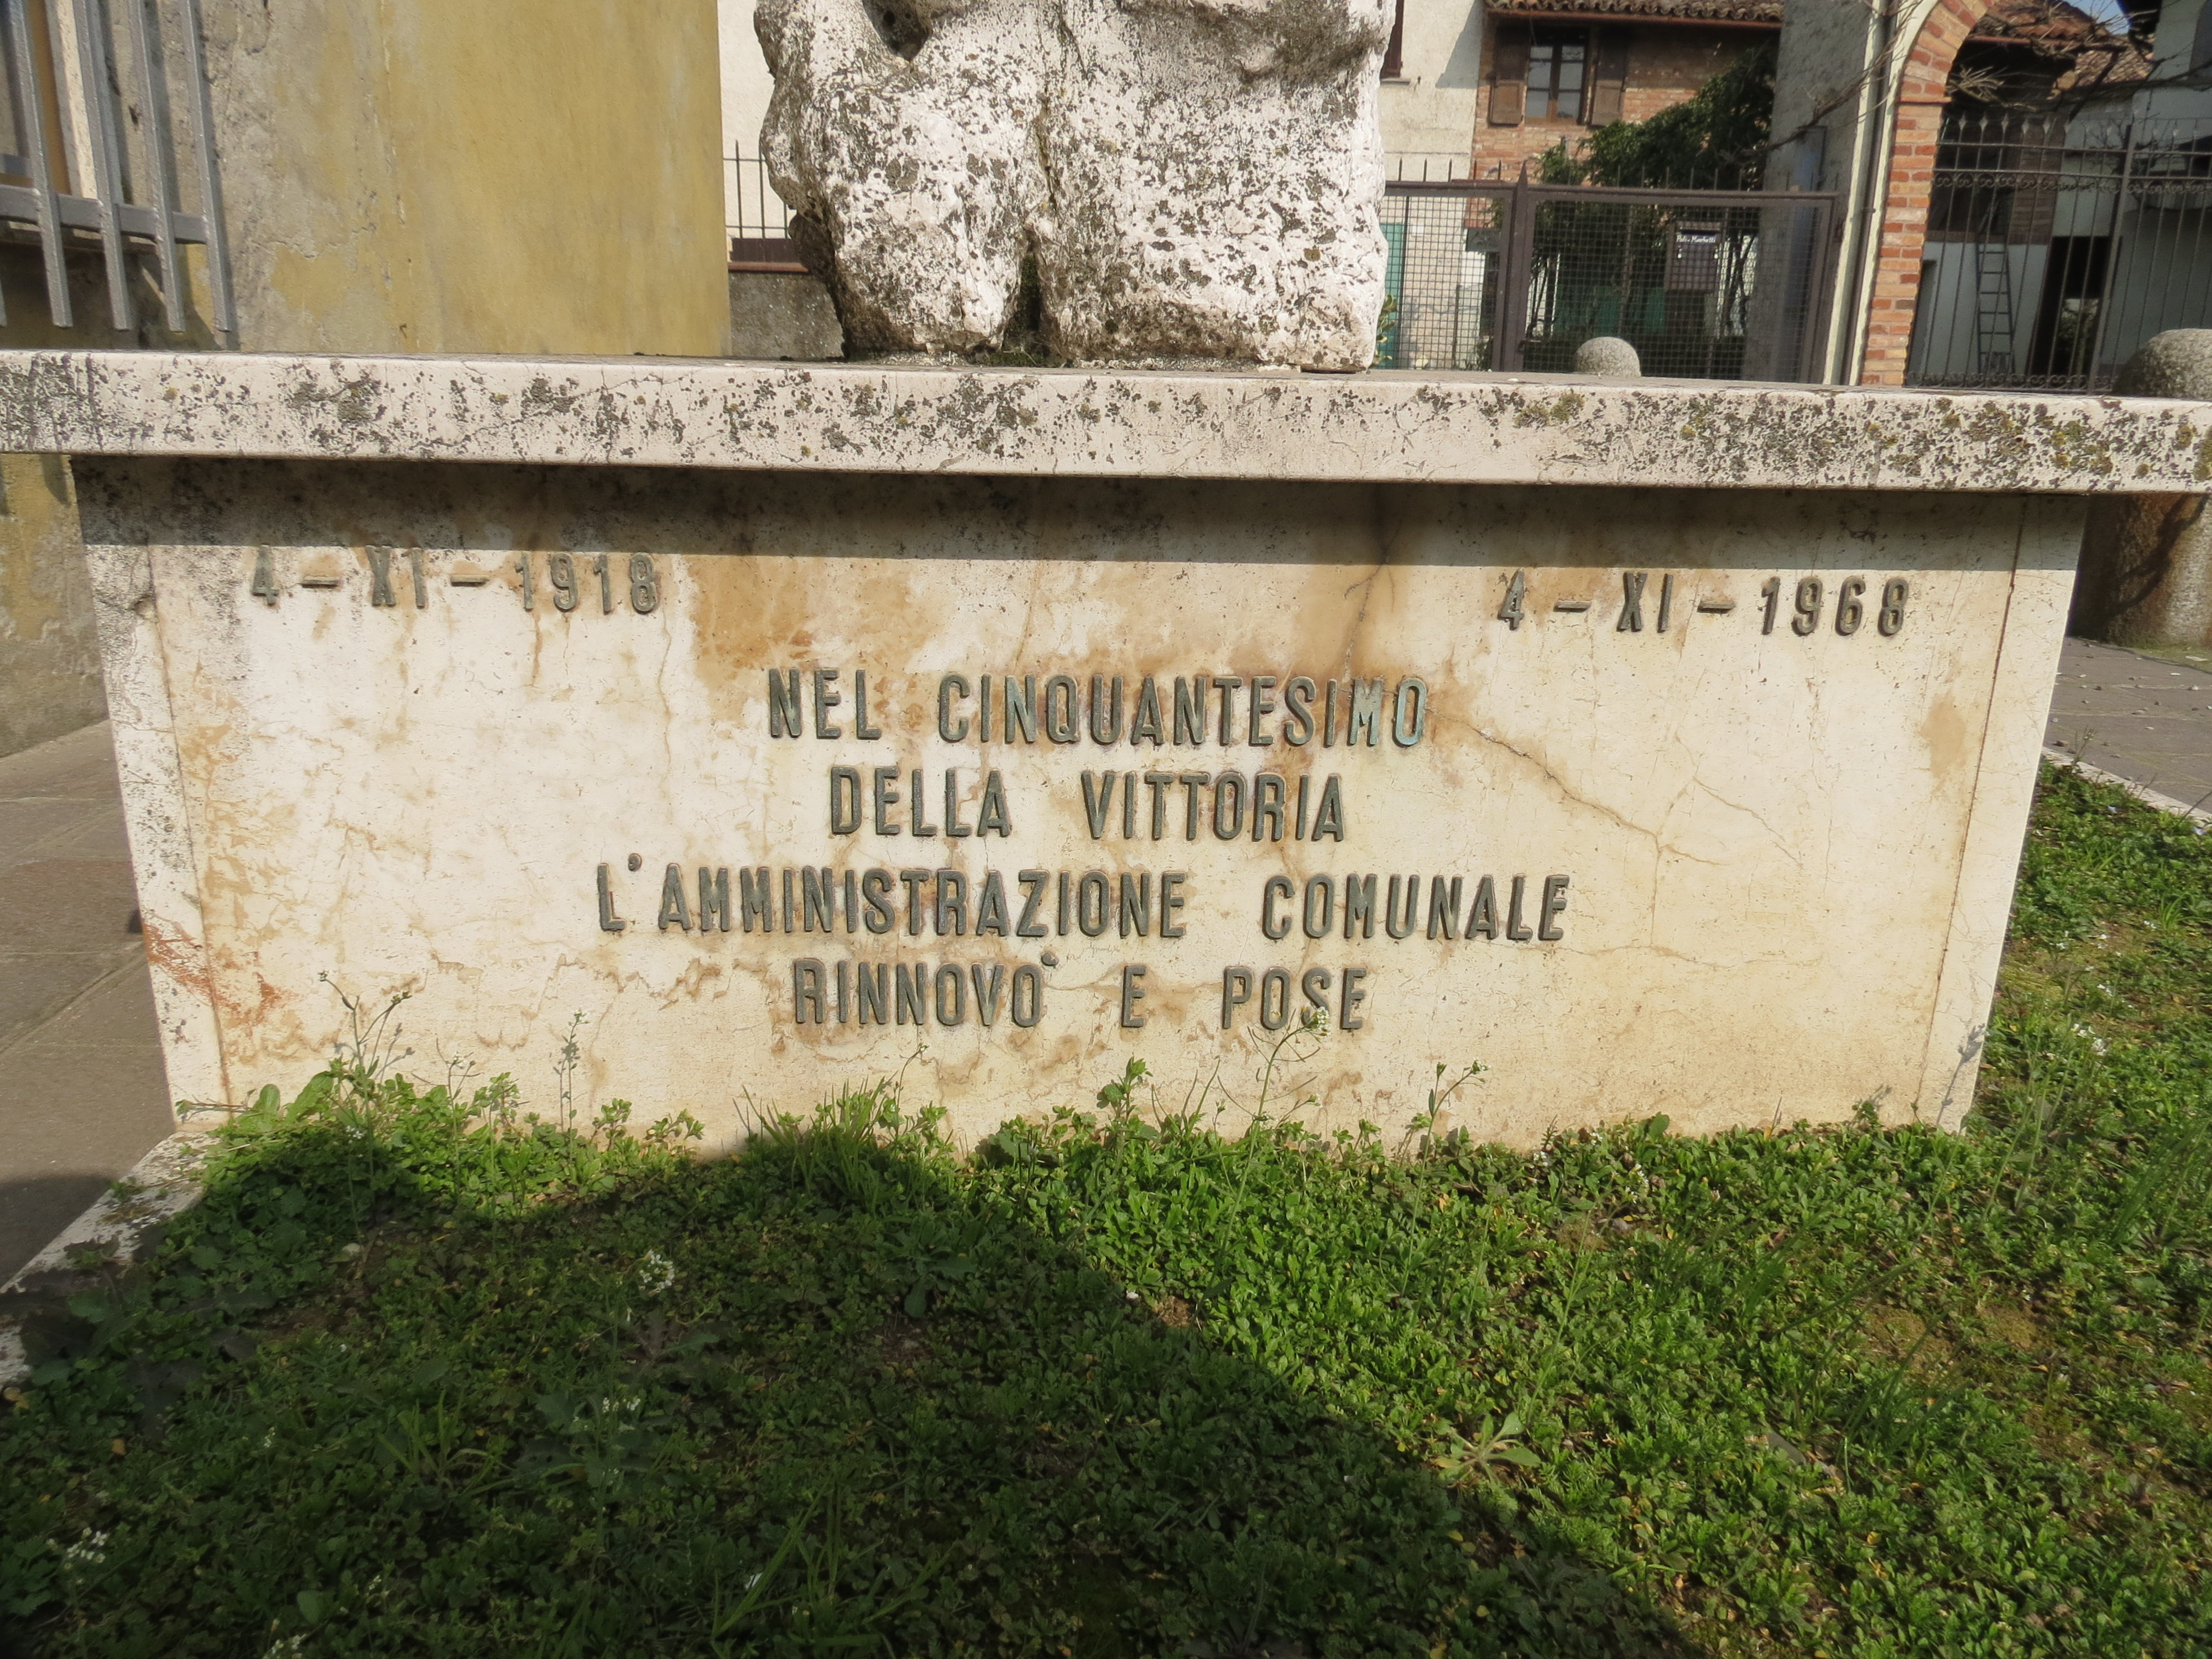 4 – XI – 1918
4 – XI – 1968
NEL CINQUANTESIMO
DELLA VITTORIA
L'AMMINISTRAZIONE COMUNALE
RINNOVO' E POSE